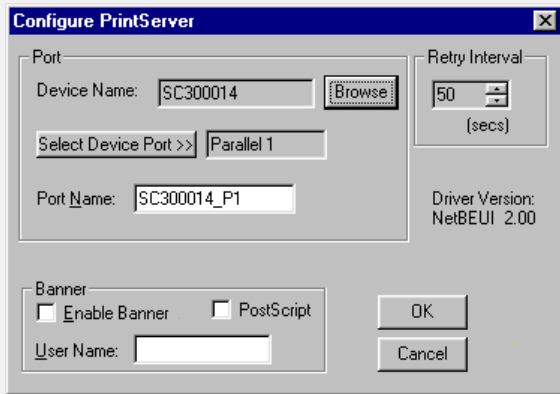 Configure PrintServer
Port
Device Name: SC300014 Browse
Select Device Port >> Parallel 1
Port Name: SC300014_P1
Retry Interval
50
(secs)
Driver Version:
NetBEUI 2.00
Banner
Enable Banner PostScript
User Name:
OK
Cancel